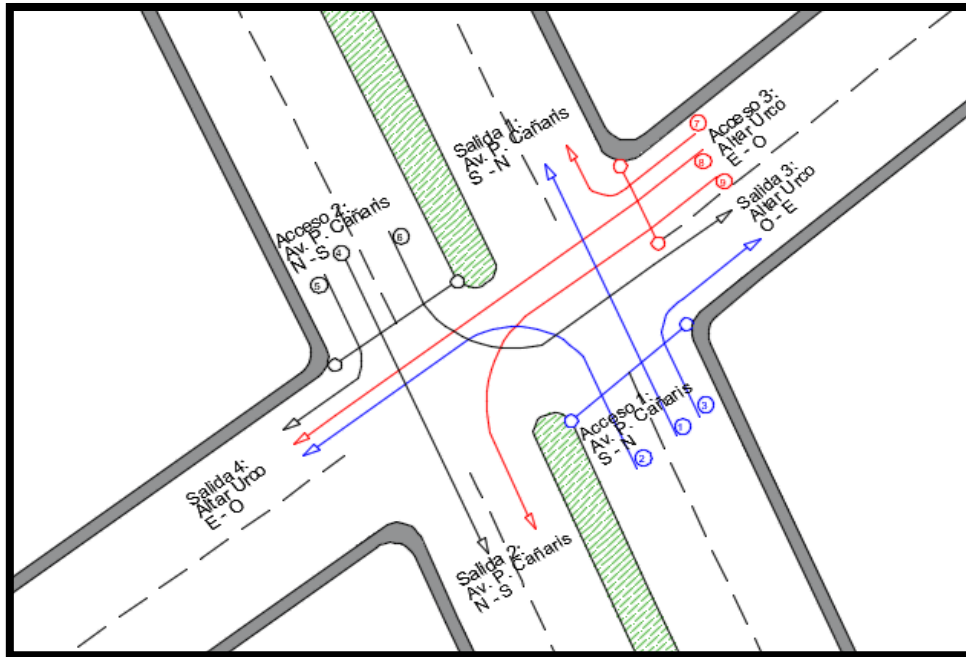 Salida 1:
Av. P. Cañaris
S - N
7
Acceso 3:
Altar Urco
E - O
8
9
Salida 3:
Altar Urco
O - E
Acceso 2:
Av. P. Cañaris
N - S
6
4
5
Acceso 1:
Av. P. Cañaris
S - N
3
1
2
Salida 4:
Altar Urco
E - O
Salida 2:
Av. P. Cañaris
N - S